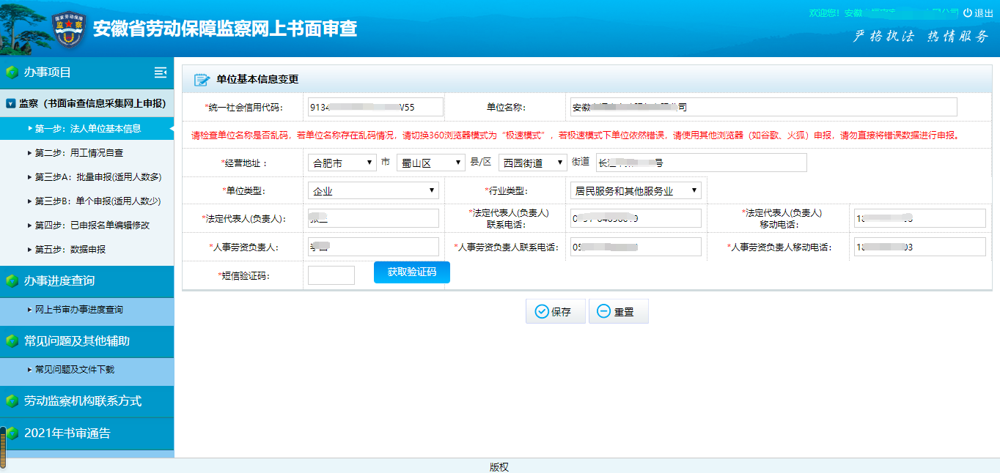 国家劳动保障
监 察
安徽省劳动保障监察网上书面审查
欢迎您! 安徽
退出
严格执法 热情服务
办事项目
监察（书面审查信息采集网上申报)
第一步：法人单位基本信息
第二步：用工情况自查
第三步A：批量申报(适用人数多)
第三步B：单个申报(适用人数少)
第四步：已申报名单编辑修改
第五步：数据申报
办事进度查询
网上书审办事进度查询
常见问题及其他辅助
常见问题及文件下载
劳动监察机构联系方式
2021年书审通告
单位基本信息变更
*统一社会信用代码: 9134 55 单位名称: 安徽 司
请检查单位名称是否乱码，若单位名称存在乱码情况，请切换360浏览器模式为“极速模式”，若极速模式下单位依然错误，请使用其他浏览器（如谷歌、火狐）申报，请勿直接将错误数据进行申报。
*经营地址： 合肥市 市 蜀山区 县/区 西园街道 街道 长 号
*单位类型: 企业 *行业类型: 居民服务和其他服务业
*法定代表人(负责人): *法定代表人(负责人)联系电话: *法定代表人(负责人)移动电话: 18
*人事劳资负责人: *人事劳资负责人联系电话: 05 *人事劳资负责人移动电话: 18 03
*短信验证码: 获取验证码
保存 重置
版权